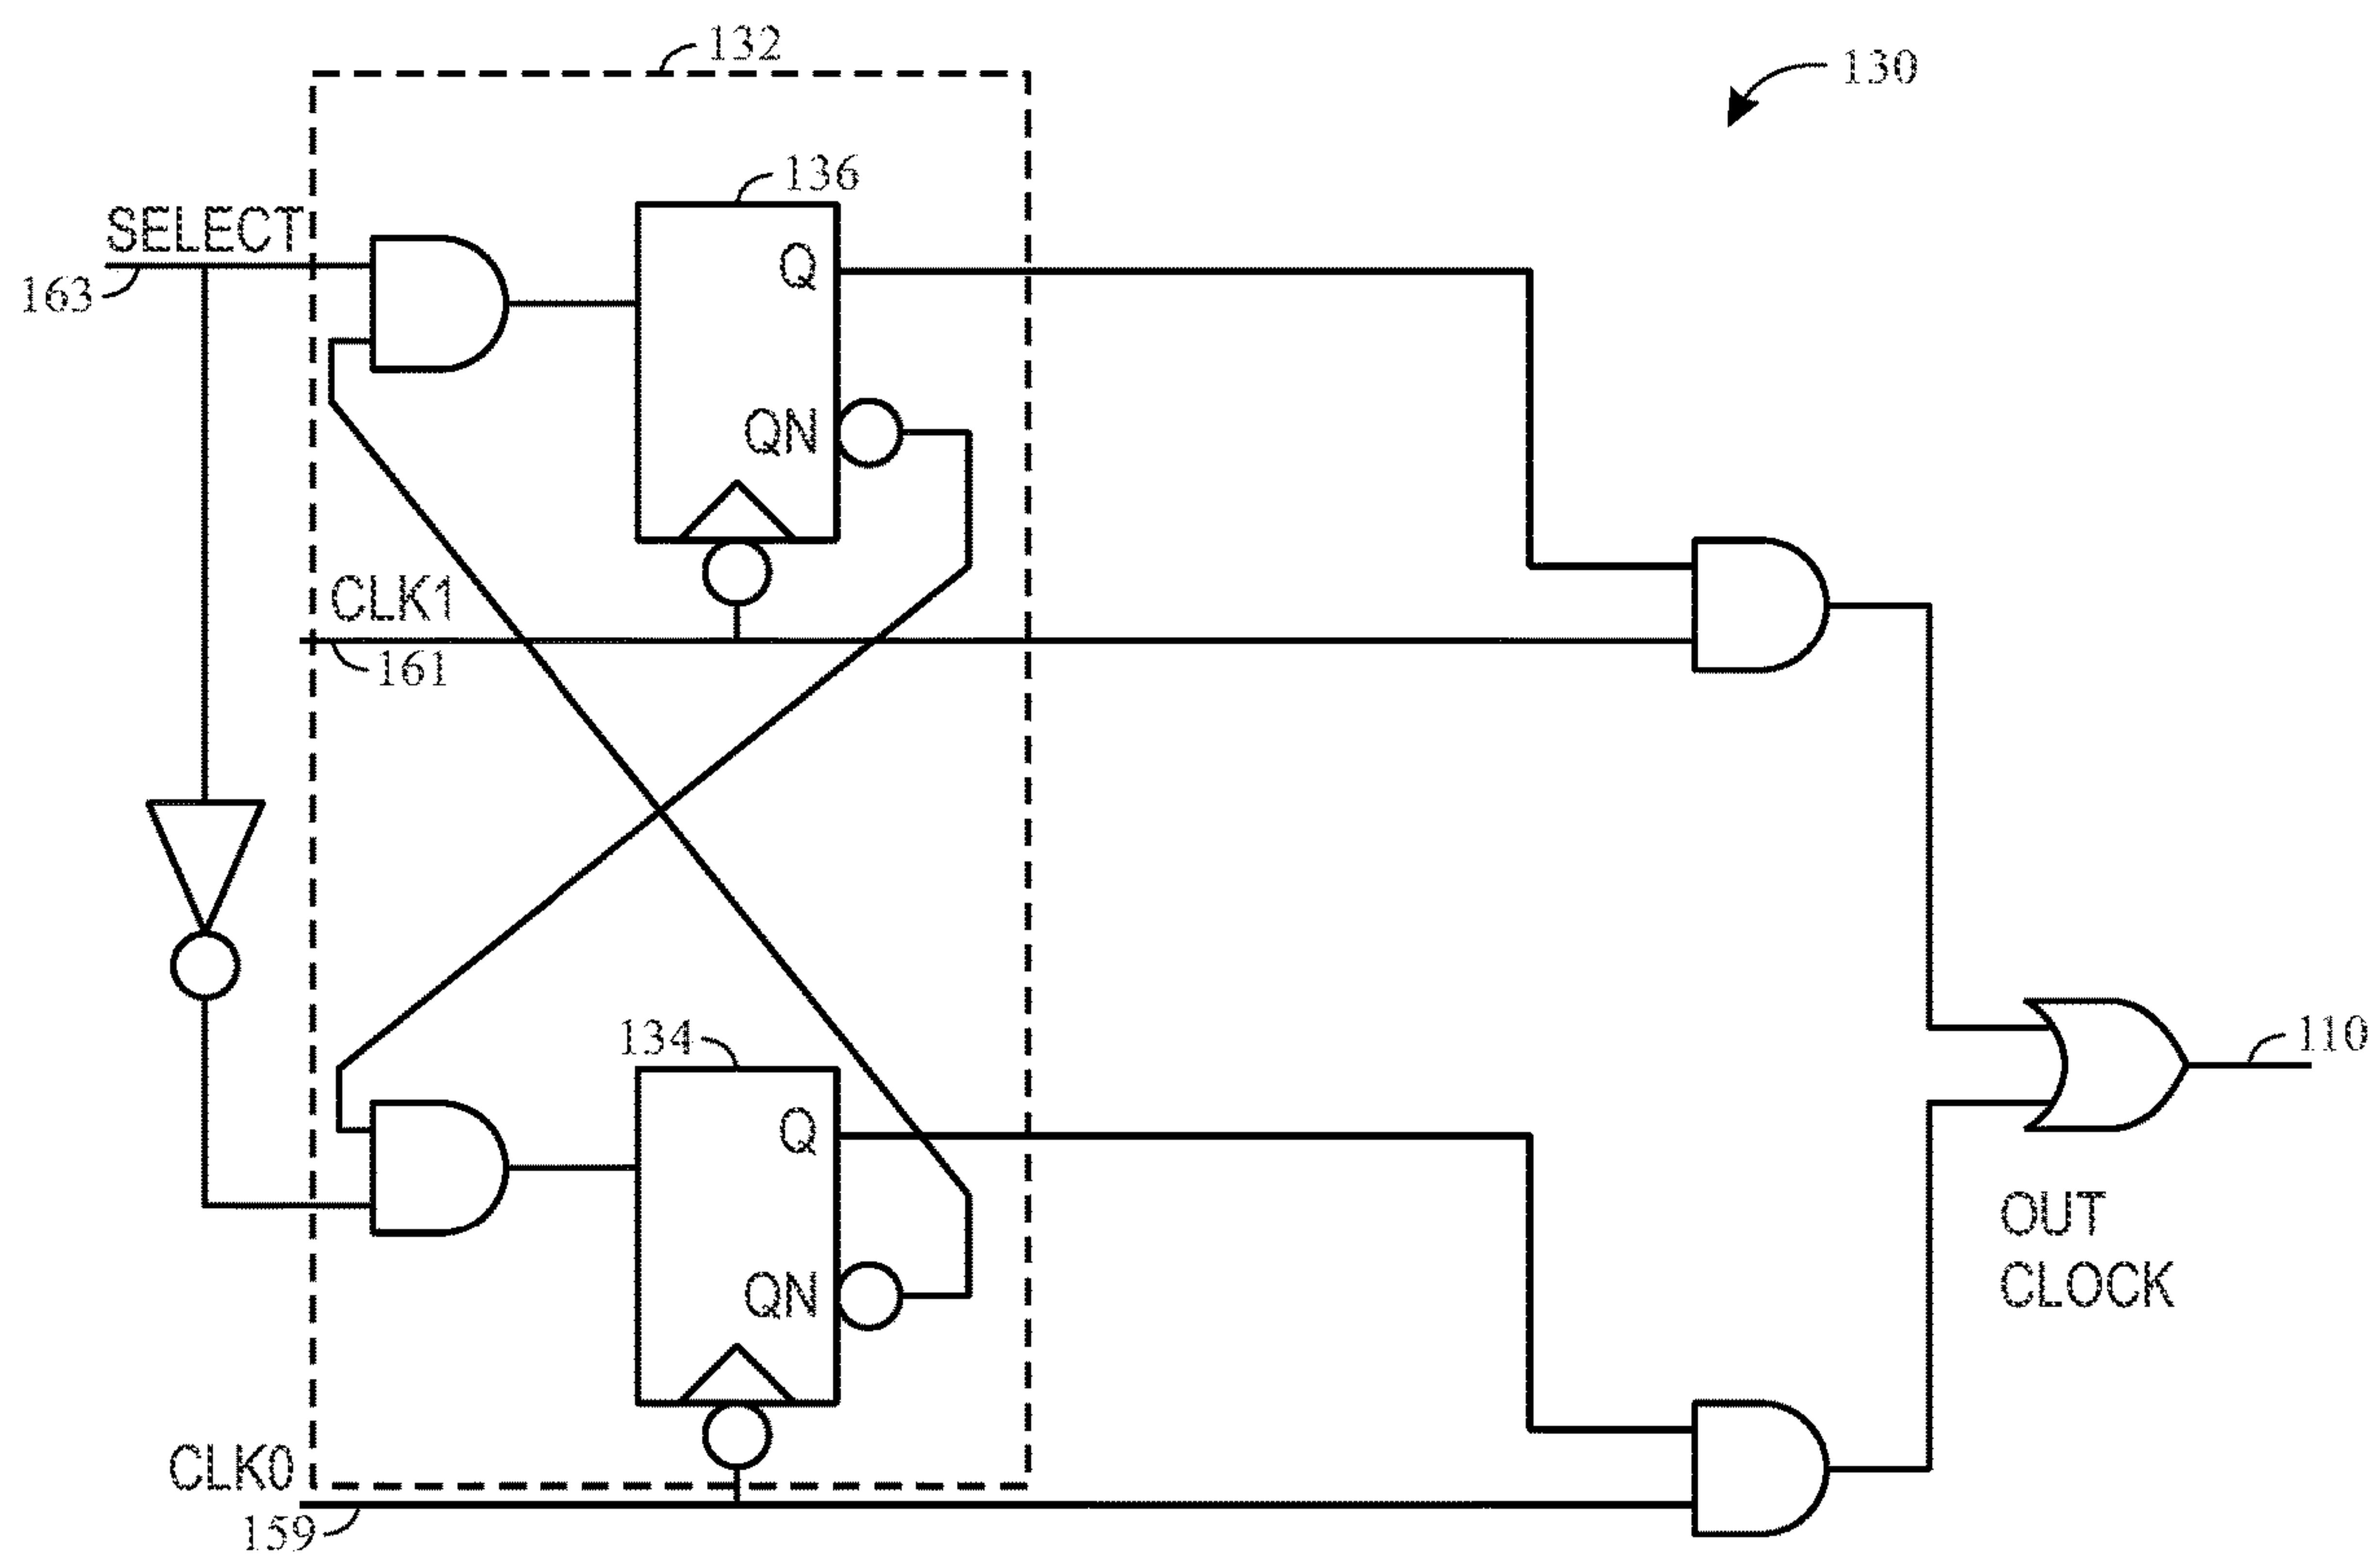 132
130
136
SELECT
Q
163
QN
CLK1
161
134
110
Q
OUT
CLOCK
QN
CLK0
159